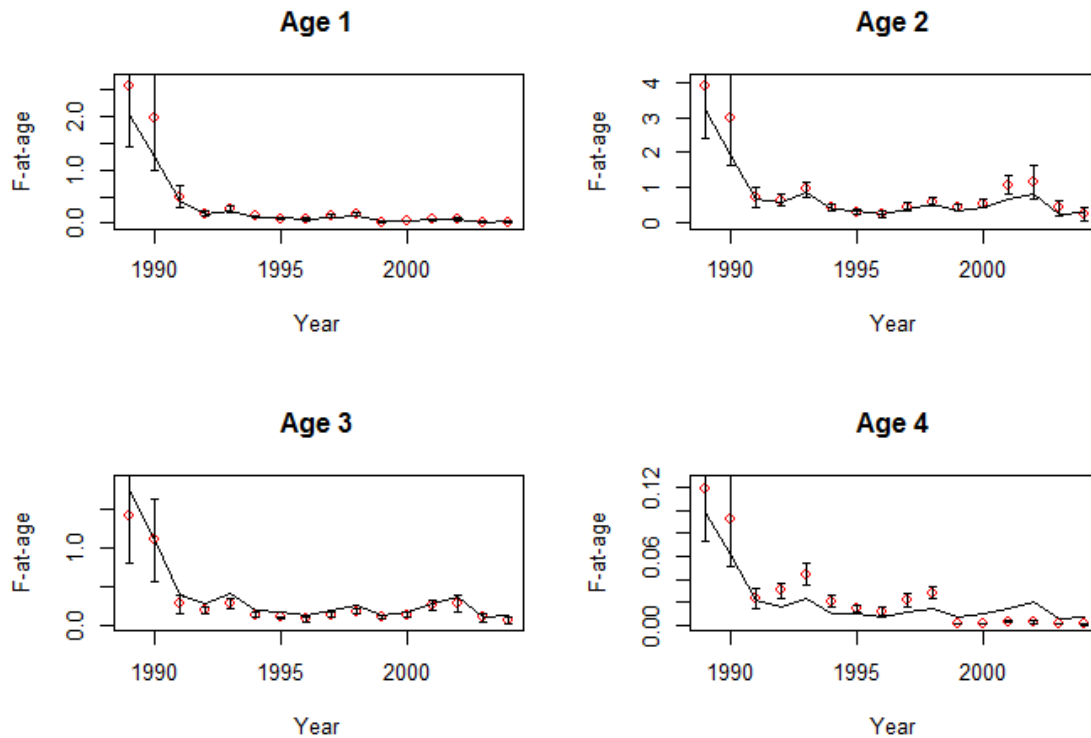 Age 1
F-at-age
0.0 1.0 2.0
1990 1995 2000
Year
Age 2
F-at-age
0 1 2 3 4
1990 1995 2000
Year
Age 3
F-at-age
0.0 1.0
1990 1995 2000
Year
Age 4
F-at-age
0.00 0.06 0.12
1990 1995 2000
Year